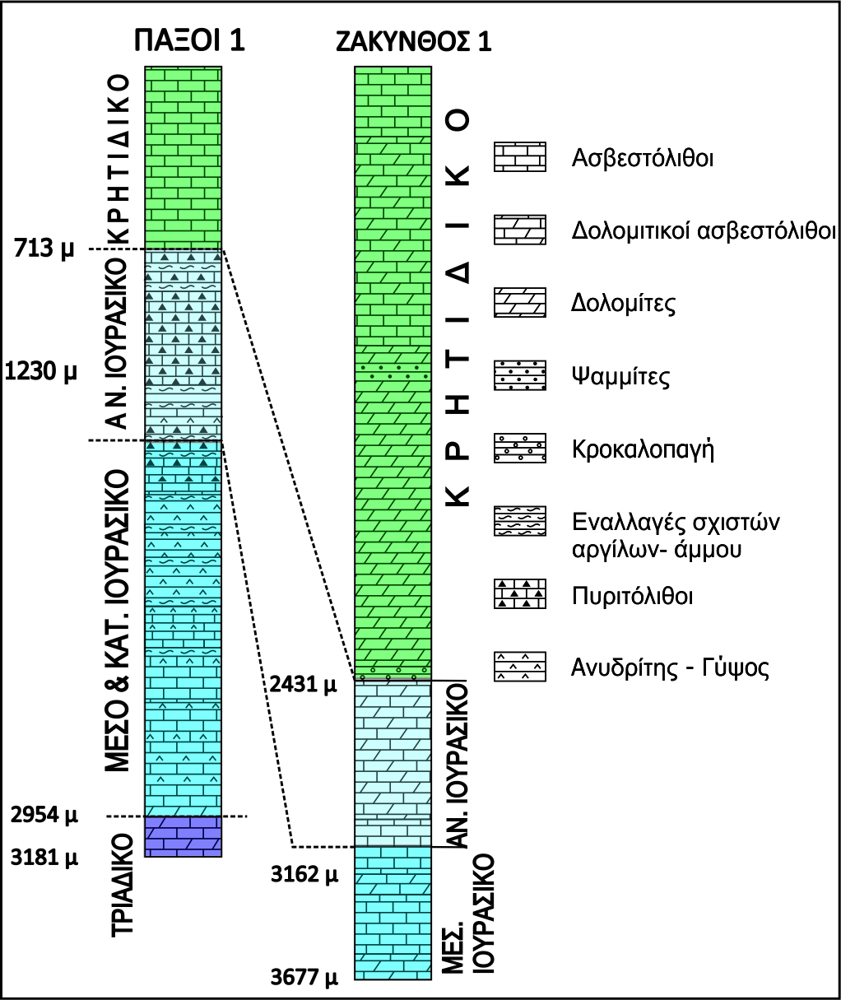 ΠΑΞΟΙ 1
ΖΑΚΥΝΘΟΣ 1
ΚΡΗΤΙΔΙΚΟ
713 μ
ΑΝ. ΙΟΥΡΑΣΙΚΟ
1230 μ
ΜΕΣΟ & ΚΑΤ. ΙΟΥΡΑΣΙΚΟ
2954 μ
3181 μ
ΤΡΙΑΔΙΚΟ
ΚΡΗΤΙΔΙΚΟ
2431 μ
ΑΝ. ΙΟΥΡΑΣΙΚΟ
3162 μ
ΜΕΣ.
ΙΟΥΡΑΣΙΚΟ
3677 μ
Ασβεστόλιθοι
Δολομιτικοί ασβεστόλιθοι
Δολομίτες
Ψαμμίτες
Κροκαλοπαγή
Εναλλαγές σχιστών
αργίλων- άμμου
Πυριτόλιθοι
Ανυδρίτης - Γύψος